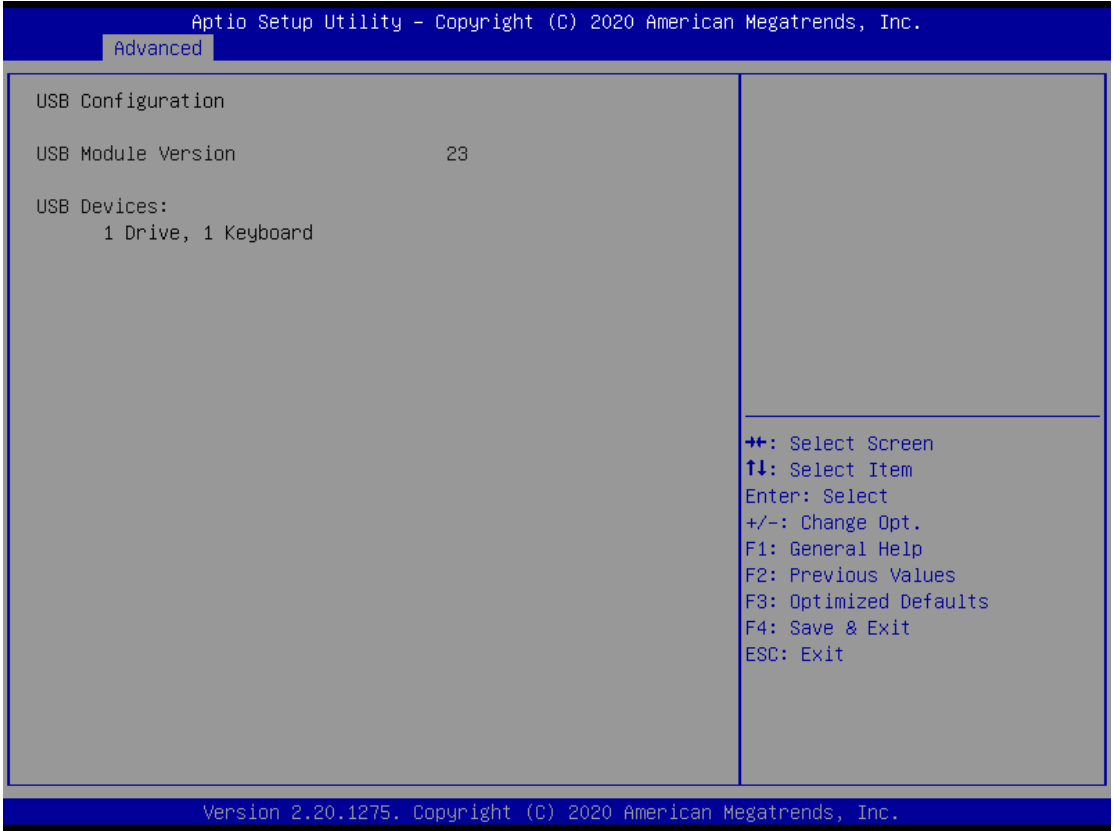 Aptio Setup Utility – Copyright (C) 2020 American Megatrends, Inc.
Advanced
USB Configuration
USB Module Version 23
USB Devices:
1 Drive, 1 Keyboard
→←: Select Screen
↑↓: Select Item
Enter: Select
+/-: Change Opt.
F1: General Help
F2: Previous Values
F3: Optimized Defaults
F4: Save & Exit
ESC: Exit
Version 2.20.1275. Copyright (C) 2020 American Megatrends, Inc.